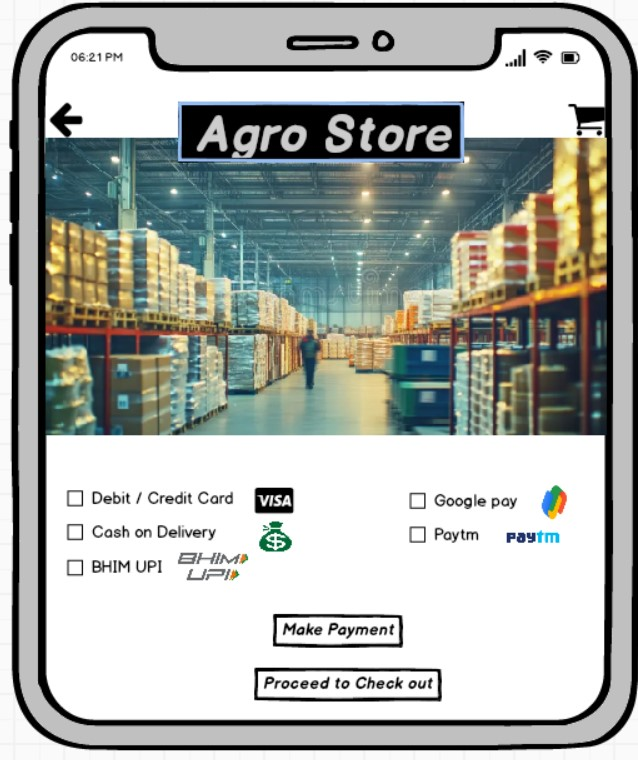 06:21 PM
Agro Store
Debit / Credit Card VISA
Cash on Delivery
BHIM UPI BHIM UPI
Google pay
Paytm Paytm
Make Payment
Proceed to Check out